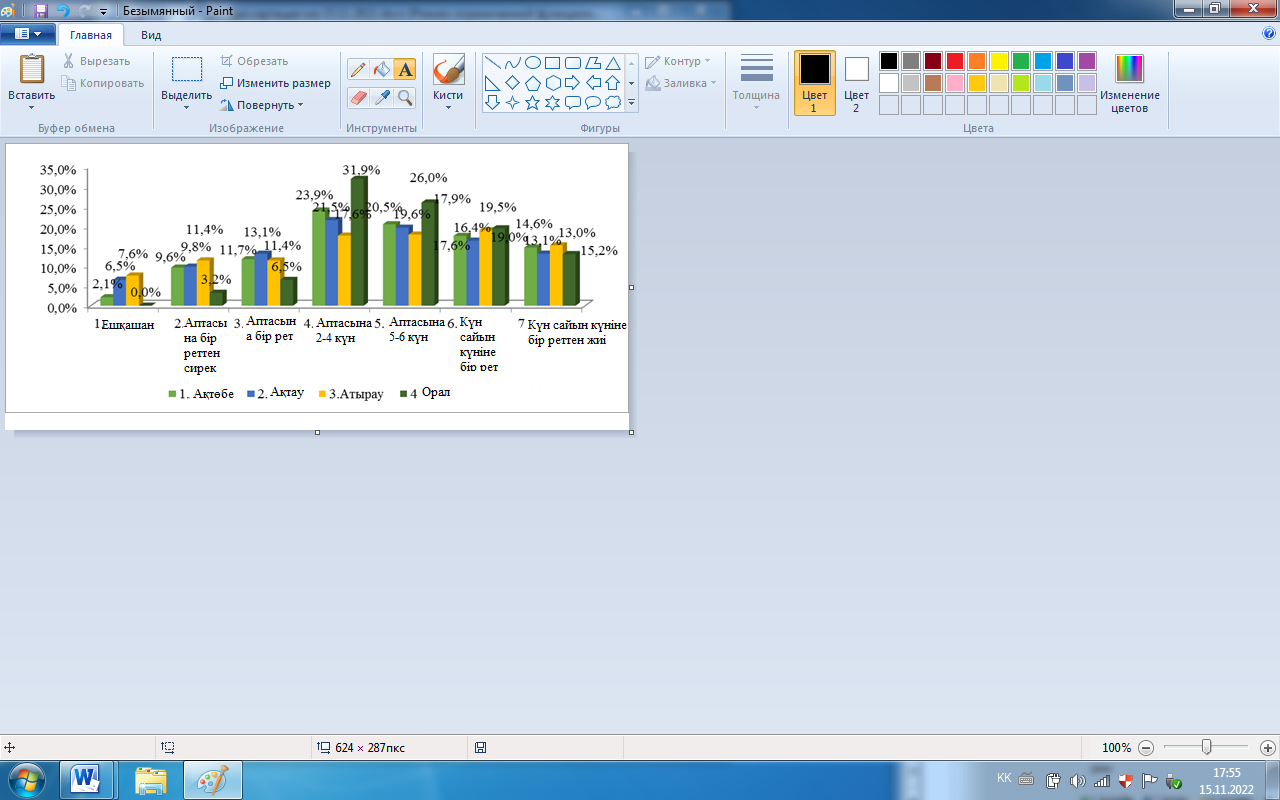 Безымянный - Paint
Главная
Вид
Вставить
Вырезать
Копировать
Буфер обмена
Выделить
Обрезать
Изменить размер
Повернуть
Изображение
Инструменты
Кисти
Фигуры
Контур
Заливка
Толщина
Цвет 1
Цвет 2
Изменение цветов
Цвета
35,0%
30,0%
25,0%
20,0%
15,0%
10,0%
5,0%
0,0%
2,1%
6,5%
7,6%
0,0%
9,6%
9,8%
11,4%
3,2%
11,7%
13,1%
11,4%
6,5%
23,9%
21,5%
17,6%
31,9%
20,5%
19,6%
17,9%
26,0%
17,6%
16,4%
19,0%
19,5%
14,6%
13,1%
15,2%
13,0%
1 Ешқашан
2. Аптасы
на бір
реттен
сирек
3. Аптасын
а бір рет
4. Аптасына
2-4 күн
5. Аптасына
5-6 күн
6. Күн
сайын
күніне
бір рет
7 Күн сайын күніне
бір реттен жиі
1. Ақтөбе 2. Ақтау 3.Атырау 4 Орал
624 × 287пкс
100%
KK
17:55
15.11.2022